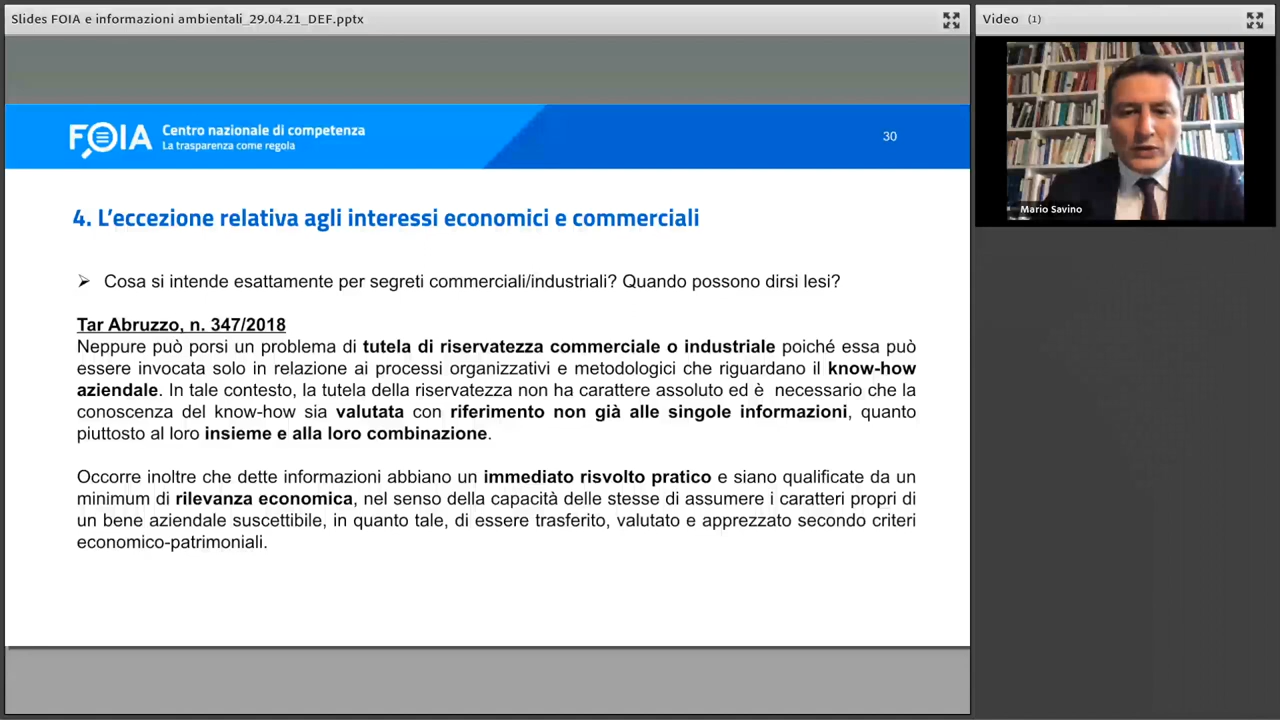 Slides FOIA e informazioni ambientali_29.04.21_DEF.pptx
Video (1)
FOIA
Centro nazionale di competenza
La trasparenza come regola
30
Mario Savino
4. L’eccezione relativa agli interessi economici e commerciali
Cosa si intende esattamente per segreti commerciali/industriali? Quando possono dirsi lesi?
Tar Abruzzo, n. 347/2018
Neppure può porsi un problema di tutela di riservatezza commerciale o industriale poiché essa può
essere invocata solo in relazione ai processi organizzativi e metodologici che riguardano il know-how
aziendale. In tale contesto, la tutela della riservatezza non ha carattere assoluto ed è necessario che la
conoscenza del know-how sia valutata con riferimento non già alle singole informazioni, quanto
piuttosto al loro insieme e alla loro combinazione.
Occorre inoltre che dette informazioni abbiano un immediato risvolto pratico e siano qualificate da un
minimum di rilevanza economica, nel senso della capacità delle stesse di assumere i caratteri propri di
un bene aziendale suscettibile, in quanto tale, di essere trasferito, valutato e apprezzato secondo criteri
economico-patrimoniali.